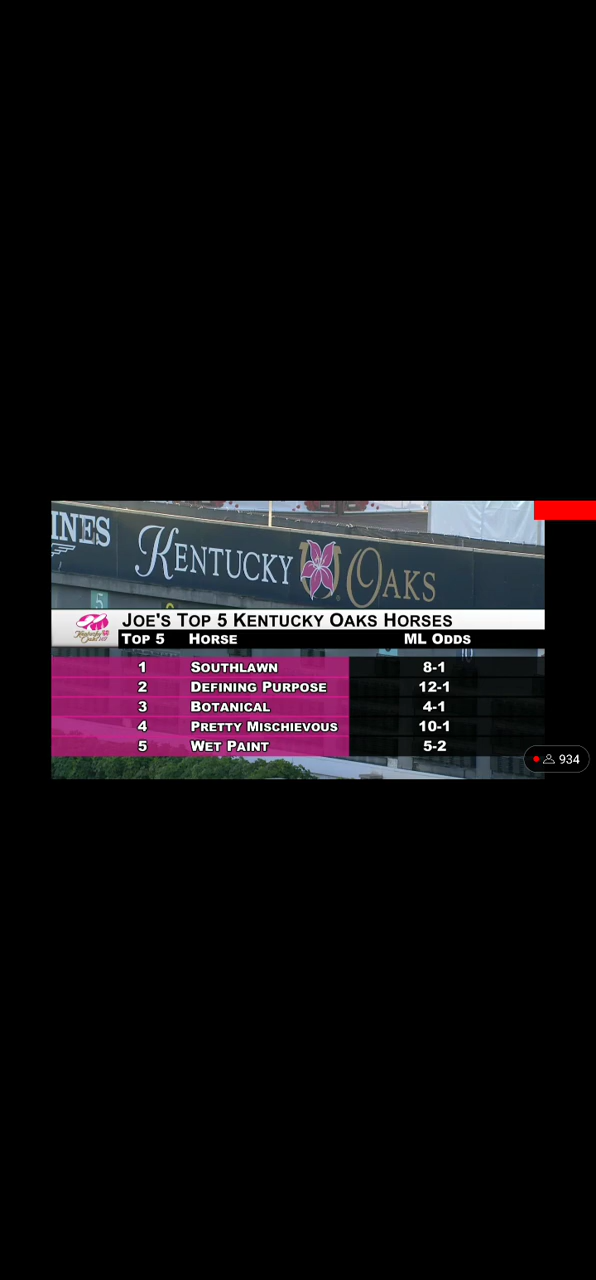 INES
KENTUCKY OAKS
5
JOE'S TOP 5 KENTUCKY OAKS HORSES
TOP 5 HORSE ML ODDS
1 SOUTHLAWN 8-1
2 DEFINING PURPOSE 12-1
3 BOTANICAL 4-1
4 PRETTY MISCHIEVOUS 10-1
5 WET PAINT 5-2
934